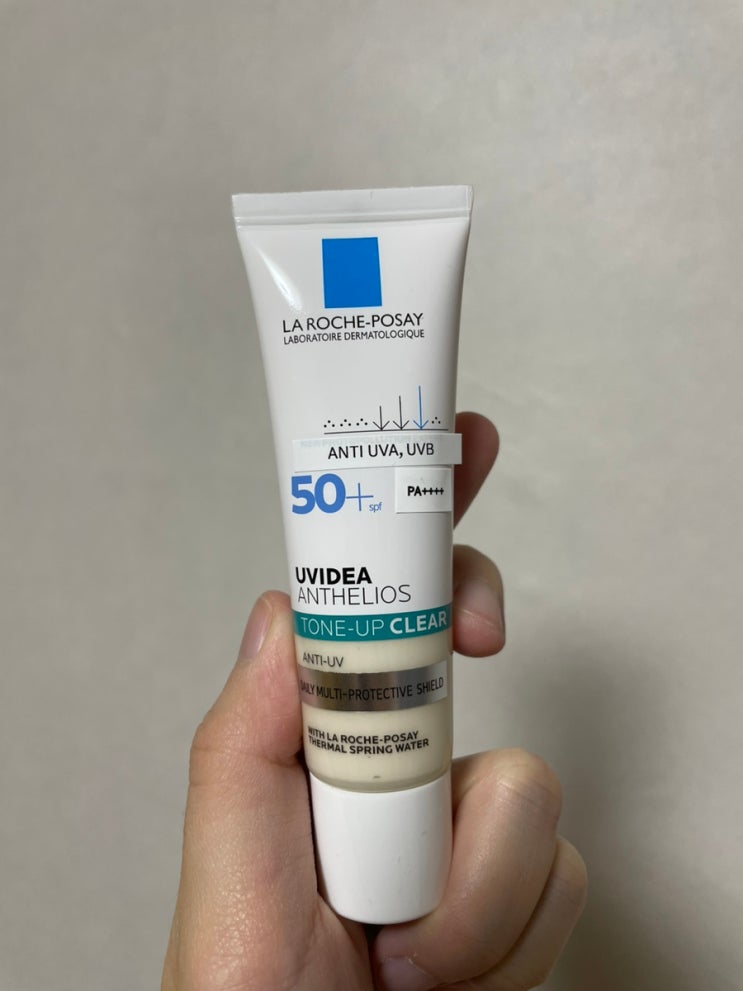 LA ROCHE-POSAY
LABORATOIRE DERMATOLOGIQUE
ANTI UVA, UVB
50+ spf PA++++
UVIDEA
ANTHELIOS
TONE-UP CLEAR
ANTI-UV
DAILY MULTI-PROTECTIVE SHIELD
WITH LA ROCHE-POSAY
THERMAL SPRING WATER